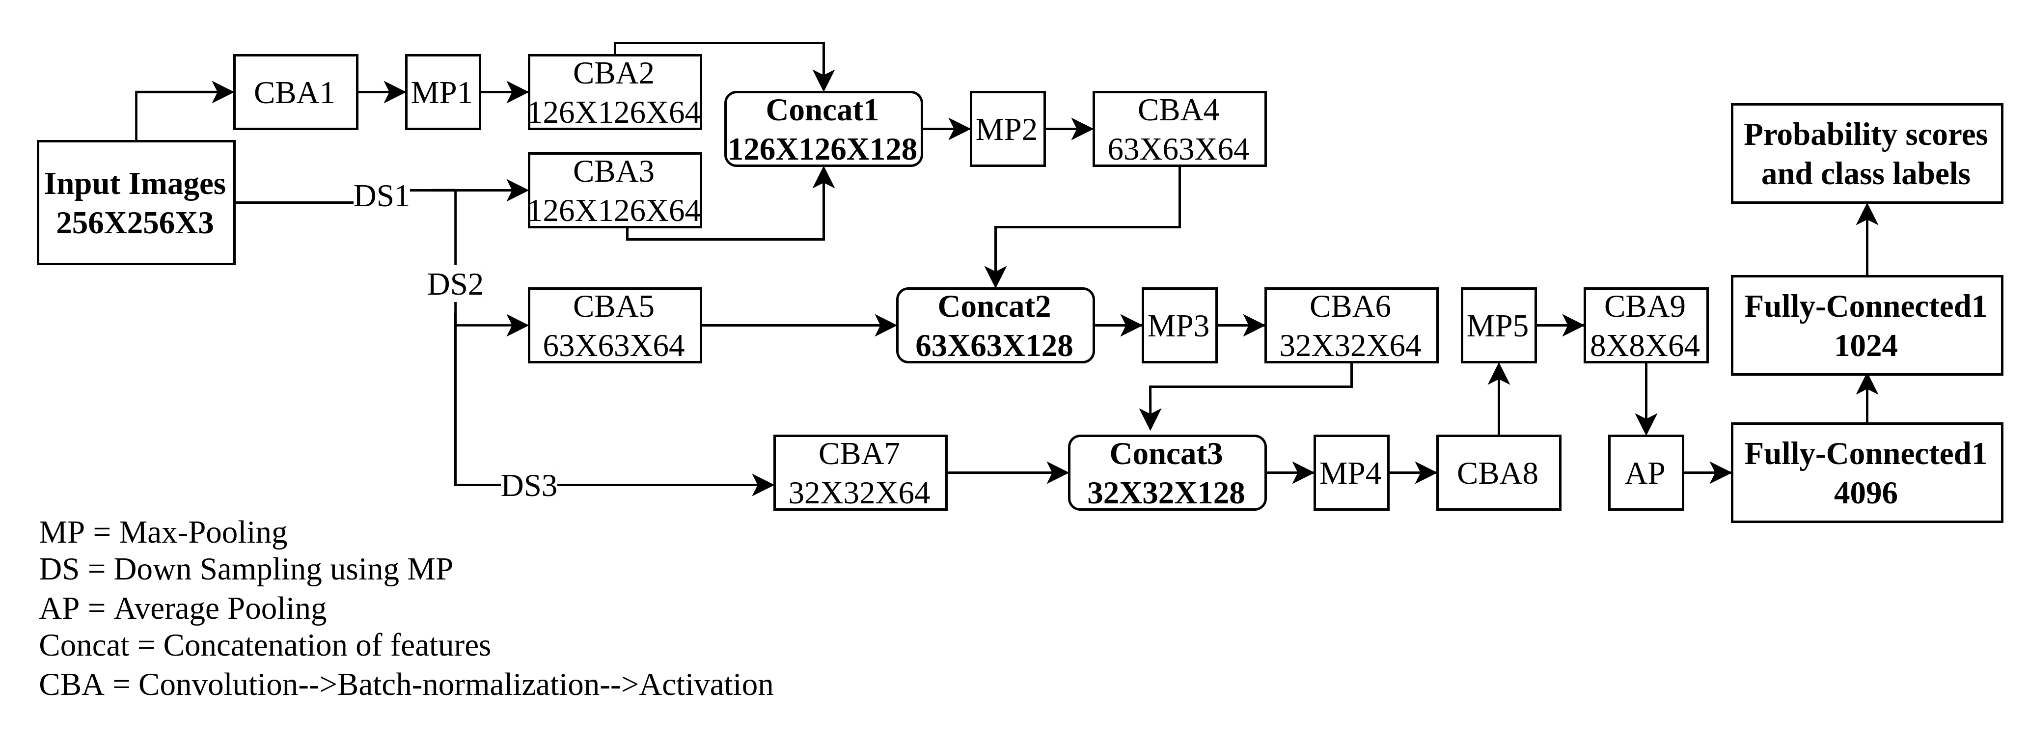 Input Images
256X256X3
CBA1
MP1
CBA2
126X126X64
DS1
CBA3
126X126X64
Concat1
126X126X128
MP2
CBA4
63X63X64
DS2
CBA5
63X63X64
Concat2
63X63X128
MP3
CBA6
32X32X64
DS3
CBA7
32X32X64
Concat3
32X32X128
MP4
CBA8
MP5
CBA9
8X8X64
AP
Fully-Connected1
4096
Fully-Connected1
1024
Probability scores
and class labels
MP = Max-Pooling
DS = Down Sampling using MP
AP = Average Pooling
Concat = Concatenation of features
CBA = Convolution-->Batch-normalization-->Activation